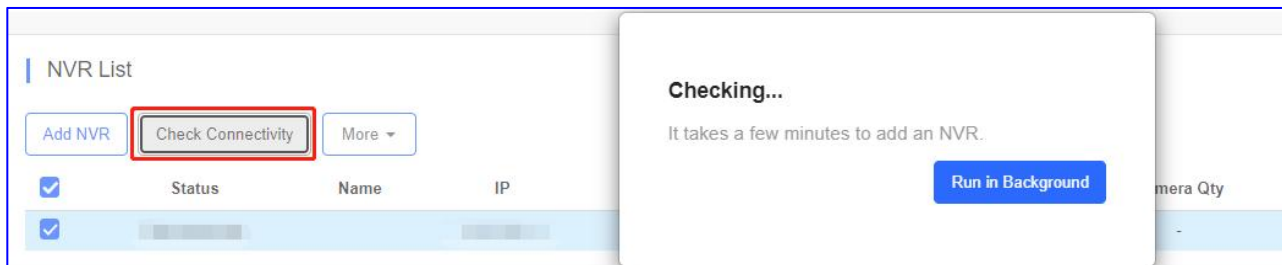 NVR List
Add NVR Check Connectivity More
Checking...
It takes a few minutes to add an NVR.
Run in Background
Status Name IP mera Qty
-